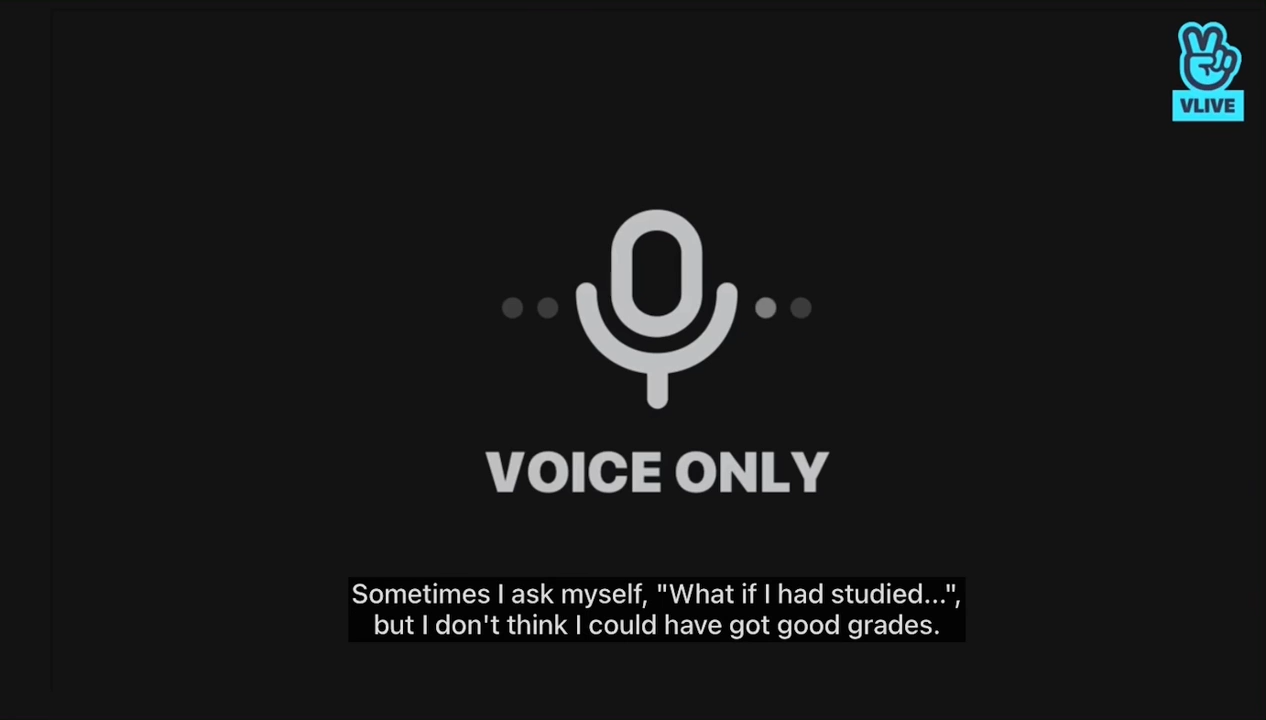 VLIVE
VOICE ONLY
Sometimes I ask myself, "What if I had studied...",
but I don't think I could have got good grades.